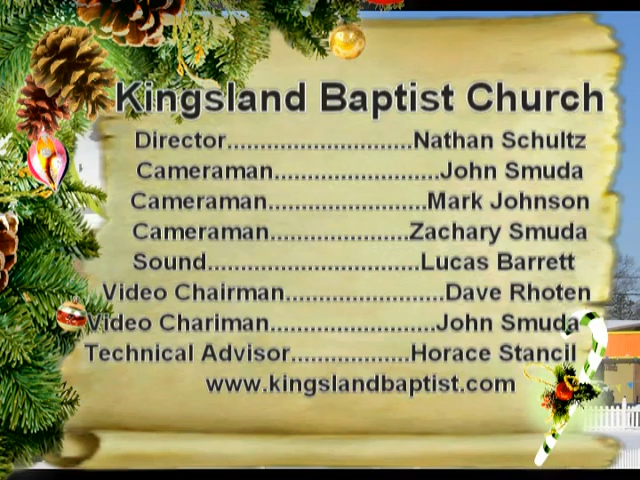 Kingsland Baptist Church
Director............................Nathan Schultz
Cameraman.........................John Smuda
Cameraman........................Mark Johnson
Cameraman.....................Zachary Smuda
Sound................................Lucas Barrett
Video Chairman........................Dave Rhoten
Video Chariman.........................John Smuda
Technical Advisor..................Horace Stancil
www.kingslandbaptist.com